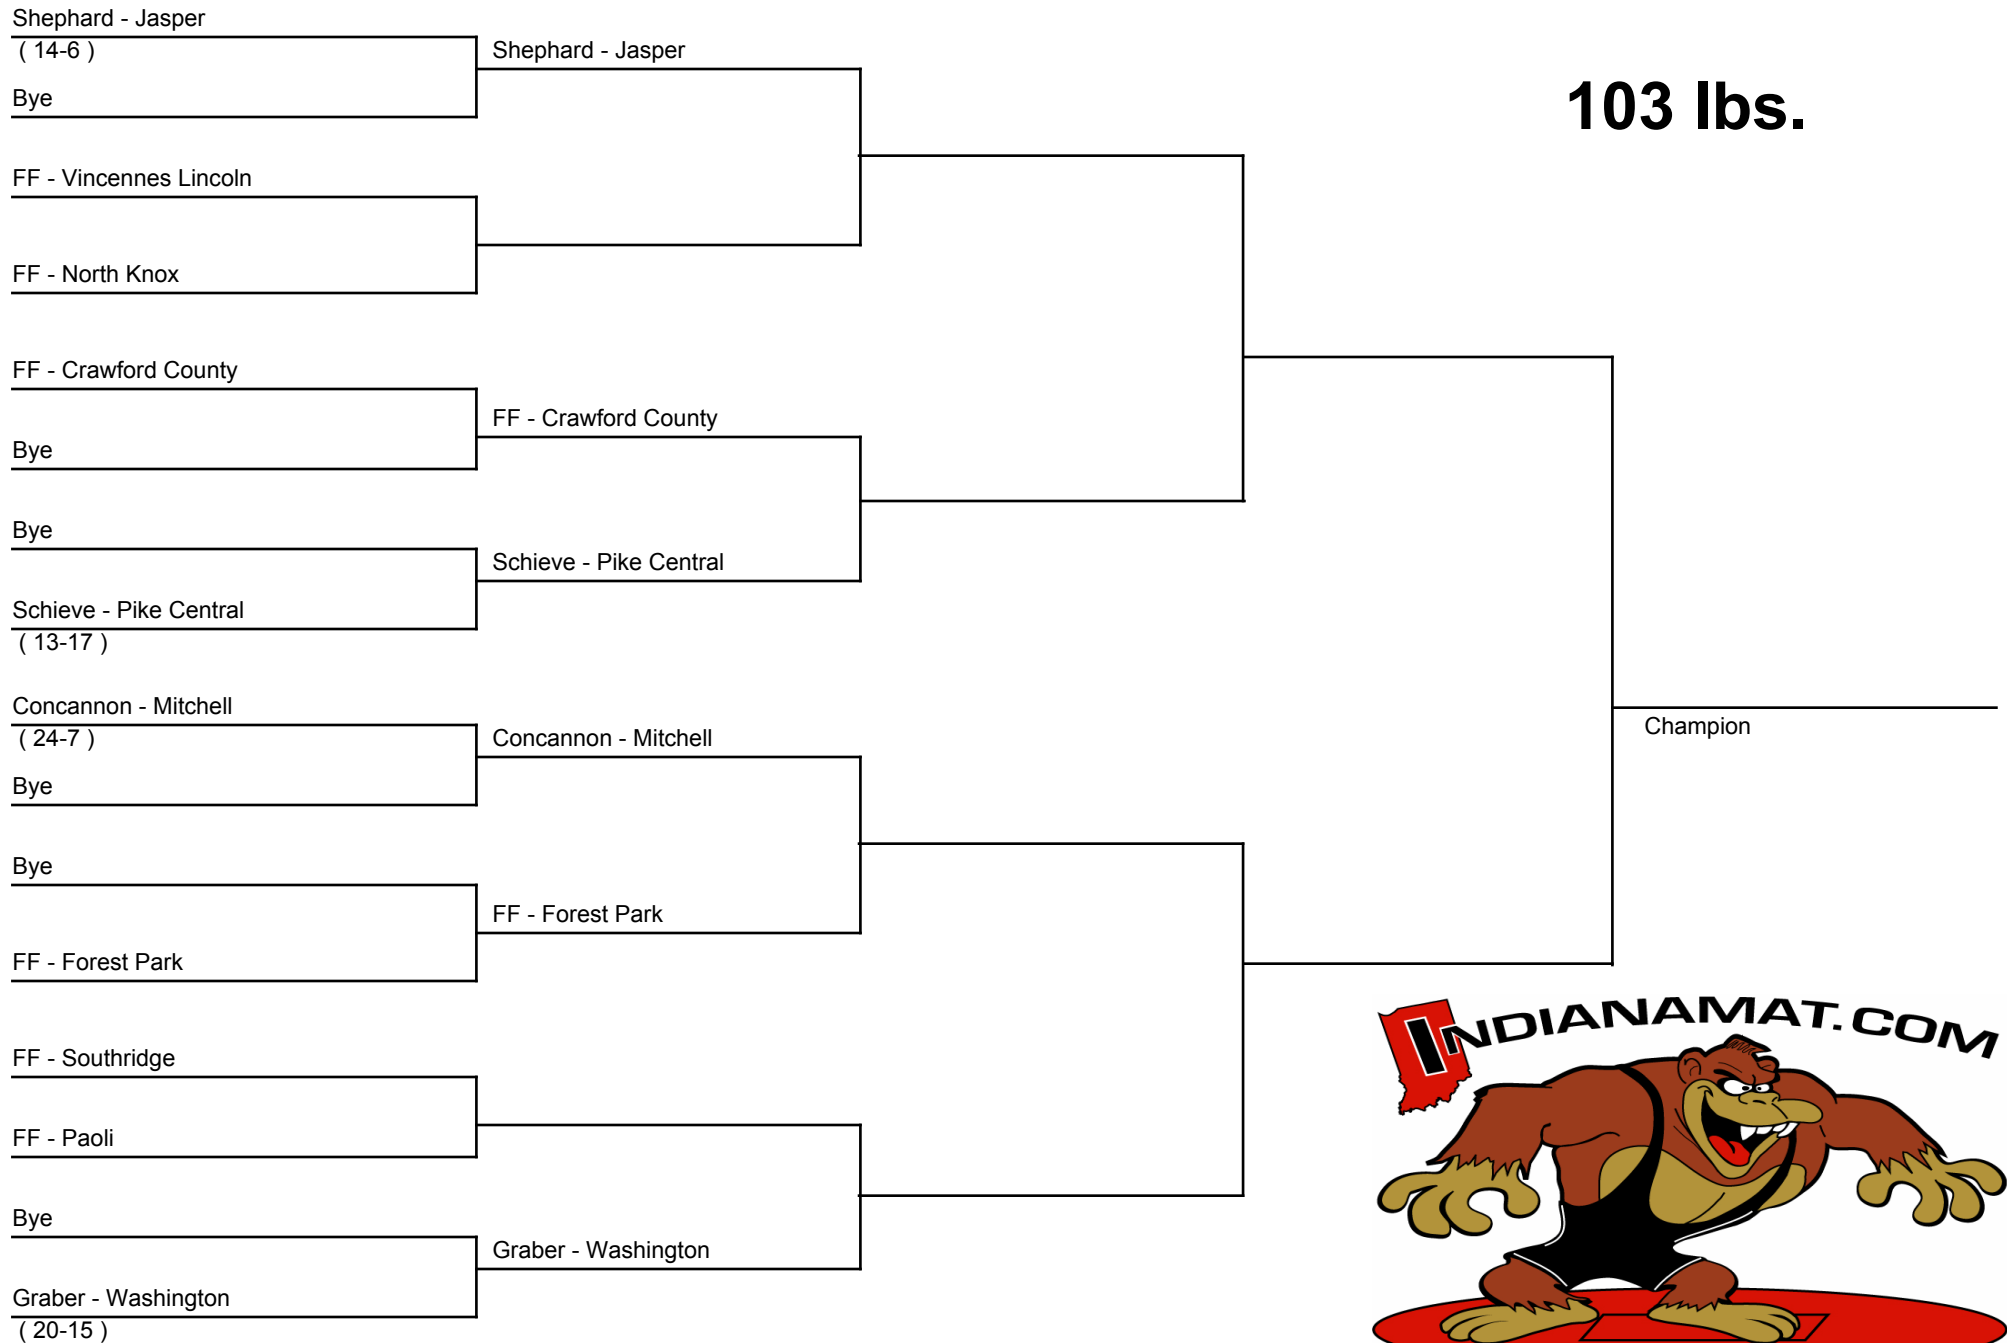 Shephard - Jasper
( 14-6 )
Shephard - Jasper
Bye
103 lbs.
FF - Vincennes Lincoln
FF - North Knox
FF - Crawford County
FF - Crawford County
Bye
Bye
Schieve - Pike Central
Schieve - Pike Central
( 13-17 )
Concannon - Mitchell
( 24-7 )
Concannon - Mitchell
Champion
Bye
Bye
FF - Forest Park
FF - Forest Park
INDIANAMAT.COM
FF - Southridge
FF - Paoli
Bye
Graber - Washington
Graber - Washington
( 20-15 )